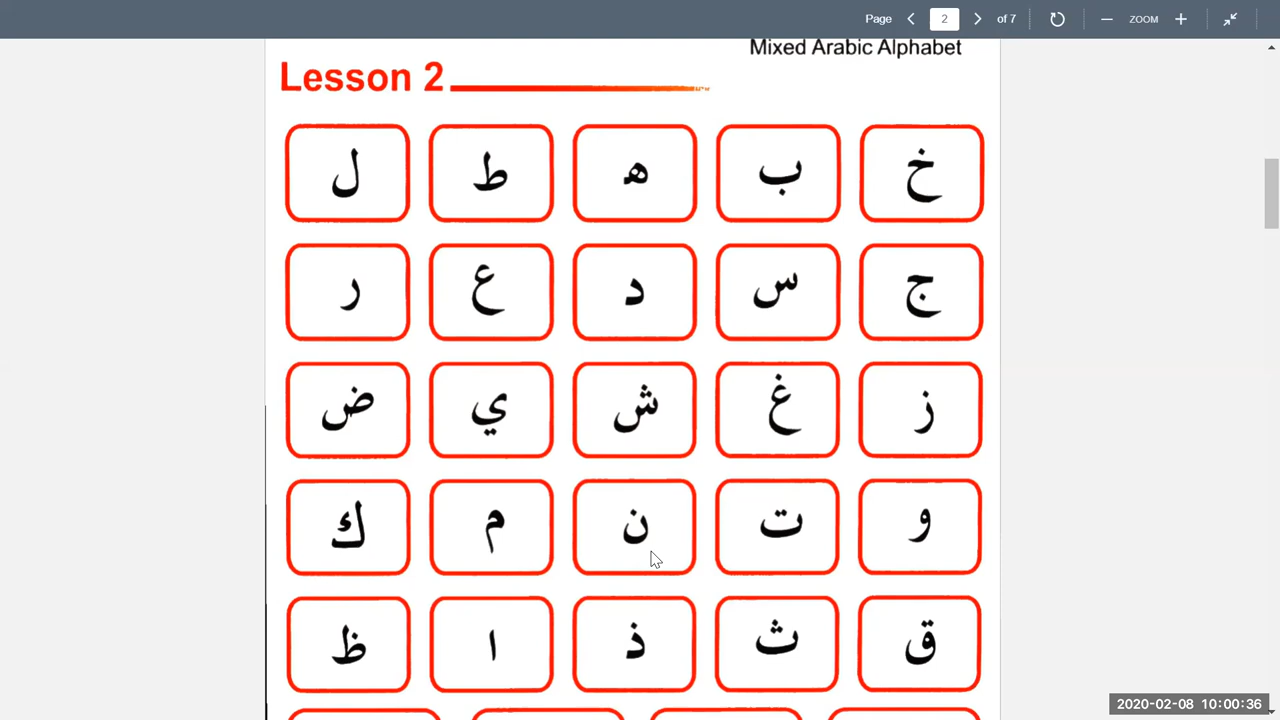 Page 2 of 7 ZOOM
Mixed Arabic Alphabet
Lesson 2
خ ب ه ط ل
ج س د ع ر
ز غ ش ي ض
و ت ن م ك
ق ث ذ ا ظ
2020-02-08 10:00:36